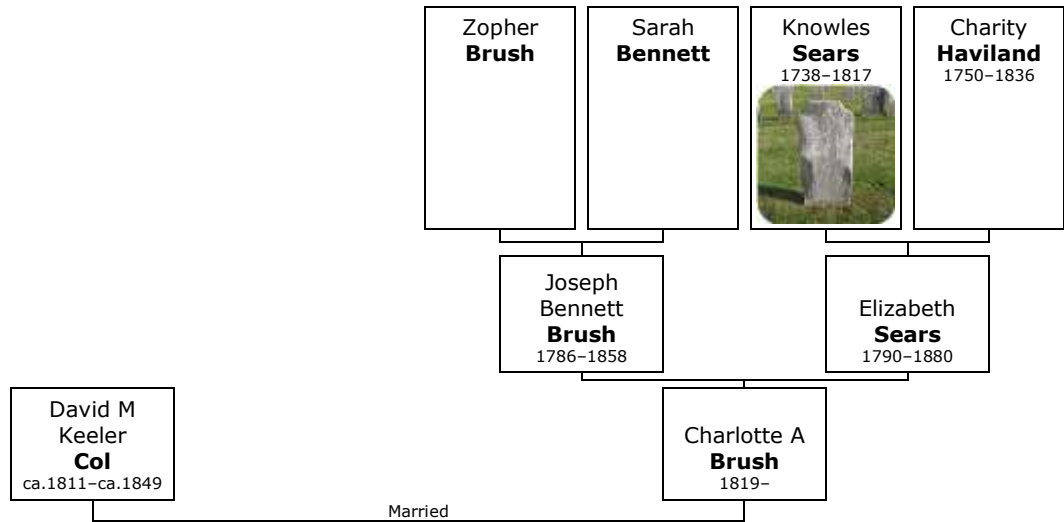 Zopher
Brush
Sarah
Bennett
Knowles
Sears
1738–1817
Charity
Haviland
1750–1836
Joseph
Bennett
Brush
1786–1858
Elizabeth
Sears
1790–1880
David M
Keeler
Col
ca.1811–ca.1849
Charlotte A
Brush
1819–
Married